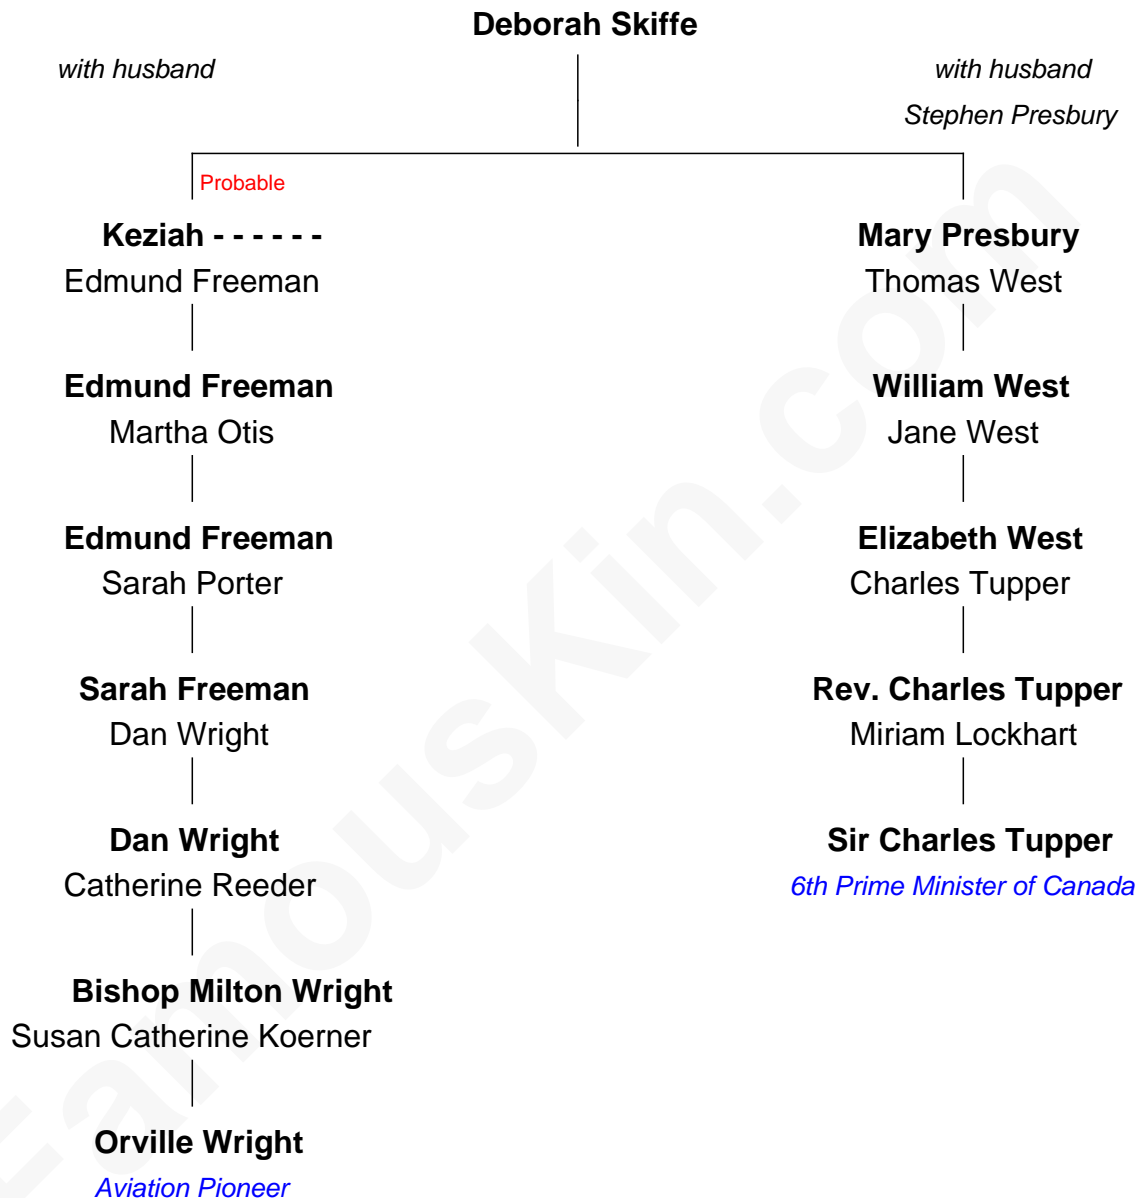 Deborah Skiffe
with husband
with husband
Stephen Presbury
Probable
Keziah - - - - - -
Edmund Freeman
Edmund Freeman
Martha Otis
Edmund Freeman
Sarah Porter
Sarah Freeman
Dan Wright
Dan Wright
Catherine Reeder
Bishop Milton Wright
Susan Catherine Koerner
Orville Wright
Aviation Pioneer
Mary Presbury
Thomas West
William West
Jane West
Elizabeth West
Charles Tupper
Rev. Charles Tupper
Miriam Lockhart
Sir Charles Tupper
6th Prime Minister of Canada
FamousKin.com